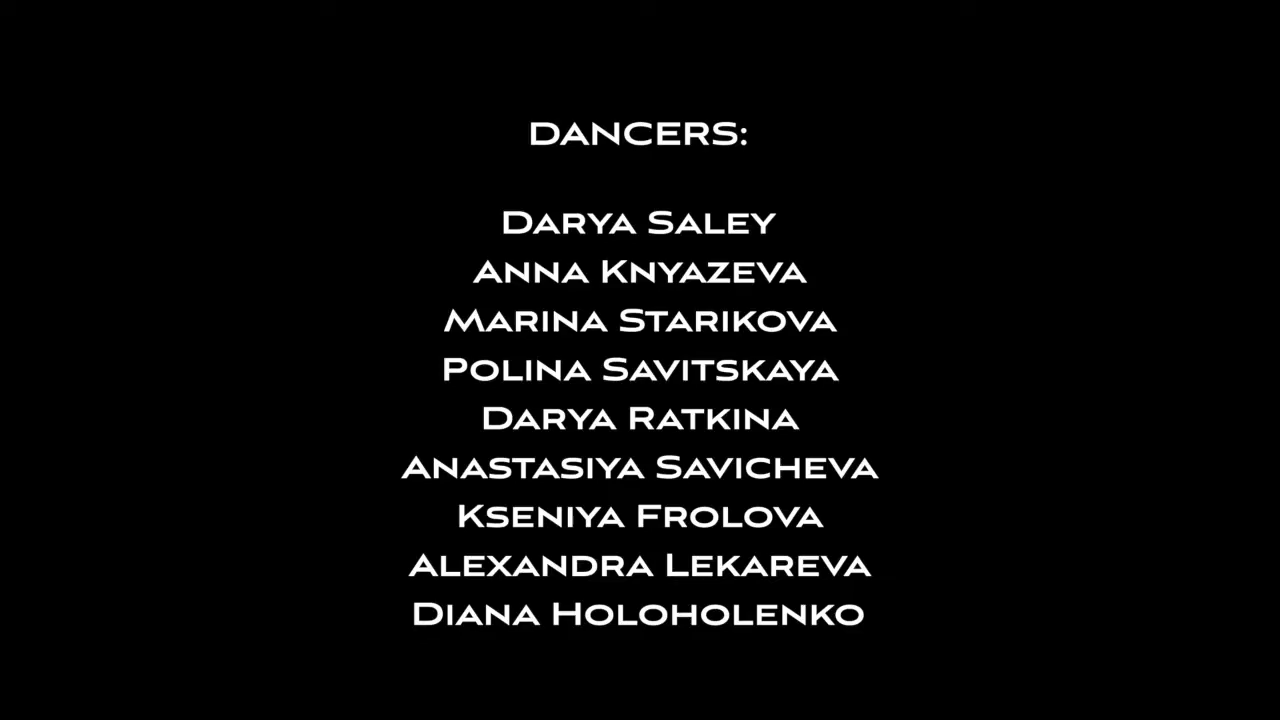 DANCERS:
DARYA SALEY
ANNA KNYAZEVA
MARINA STARIKOVA
POLINA SAVITSKAYA
DARYA RATKINA
ANASTASIYA SAVICHEVA
KSENIYA FROLOVA
ALEXANDRA LEKAREVA
DIANA HOLOHOLENKO